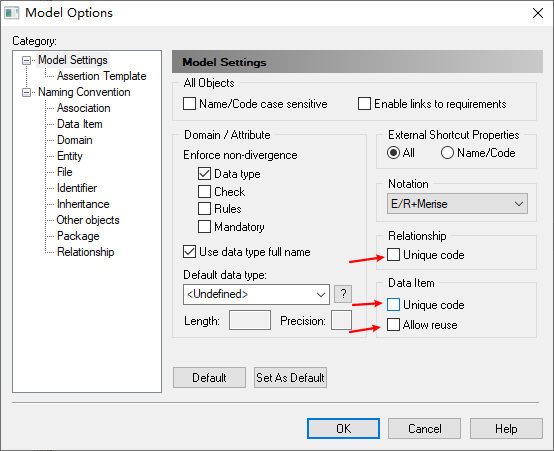 Model Options
Category:
Model Settings
Assertion Template
Naming Convention
Association
Data Item
Domain
Entity
File
Identifier
Inheritance
Other objects
Package
Relationship
Model Settings
All Objects
Name/Code case sensitive
Enable links to requirements
Domain / Attribute
Enforce non-divergence
Data type
Check
Rules
Mandatory
Use data type full name
Default data type:
<Undefined>
?
Length:
Precision:
External Shortcut Properties
All
Name/Code
Notation
E/R+Merise
Relationship
Unique code
Data Item
Unique code
Allow reuse
Default
Set As Default
OK
Cancel
Help